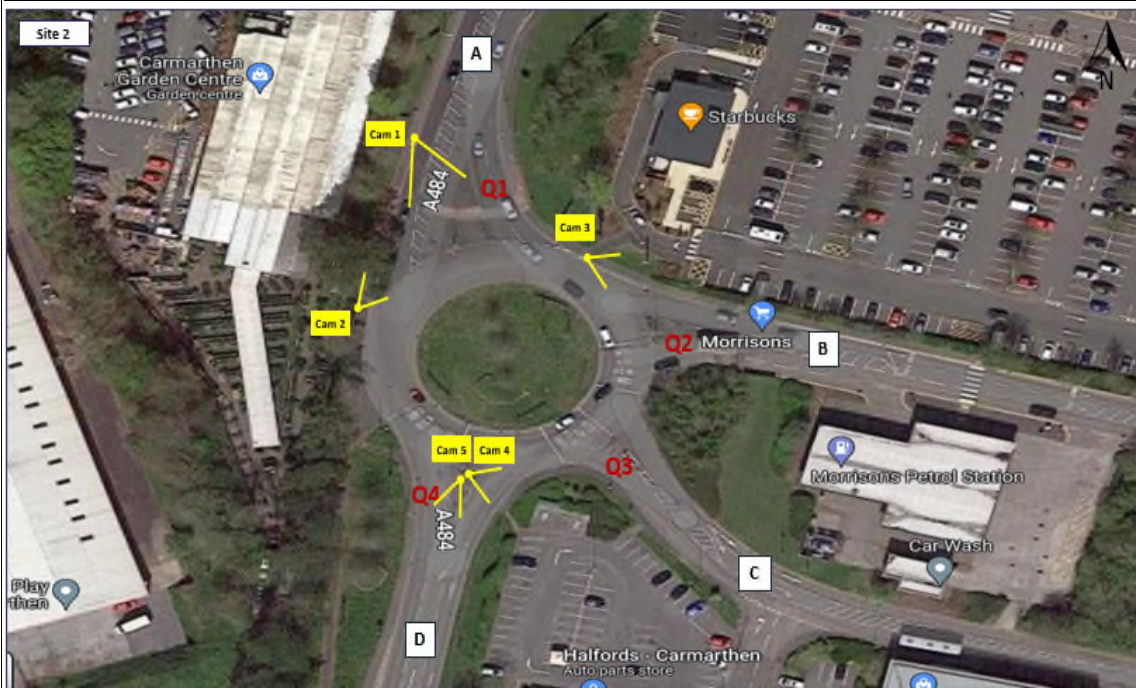 Site 2
A
N
Carmarthen
Garden Centre
Garden centre
Starbucks
Cam 1
A484
Q1
Cam 3
Cam 2
Q2
Morrisons
B
Cam 5
Cam 4
Q3
Morrisons Petrol Station
Q4
A484
Car Wash
C
Play
then
D
Halfords - Carmarthen
Auto parts store